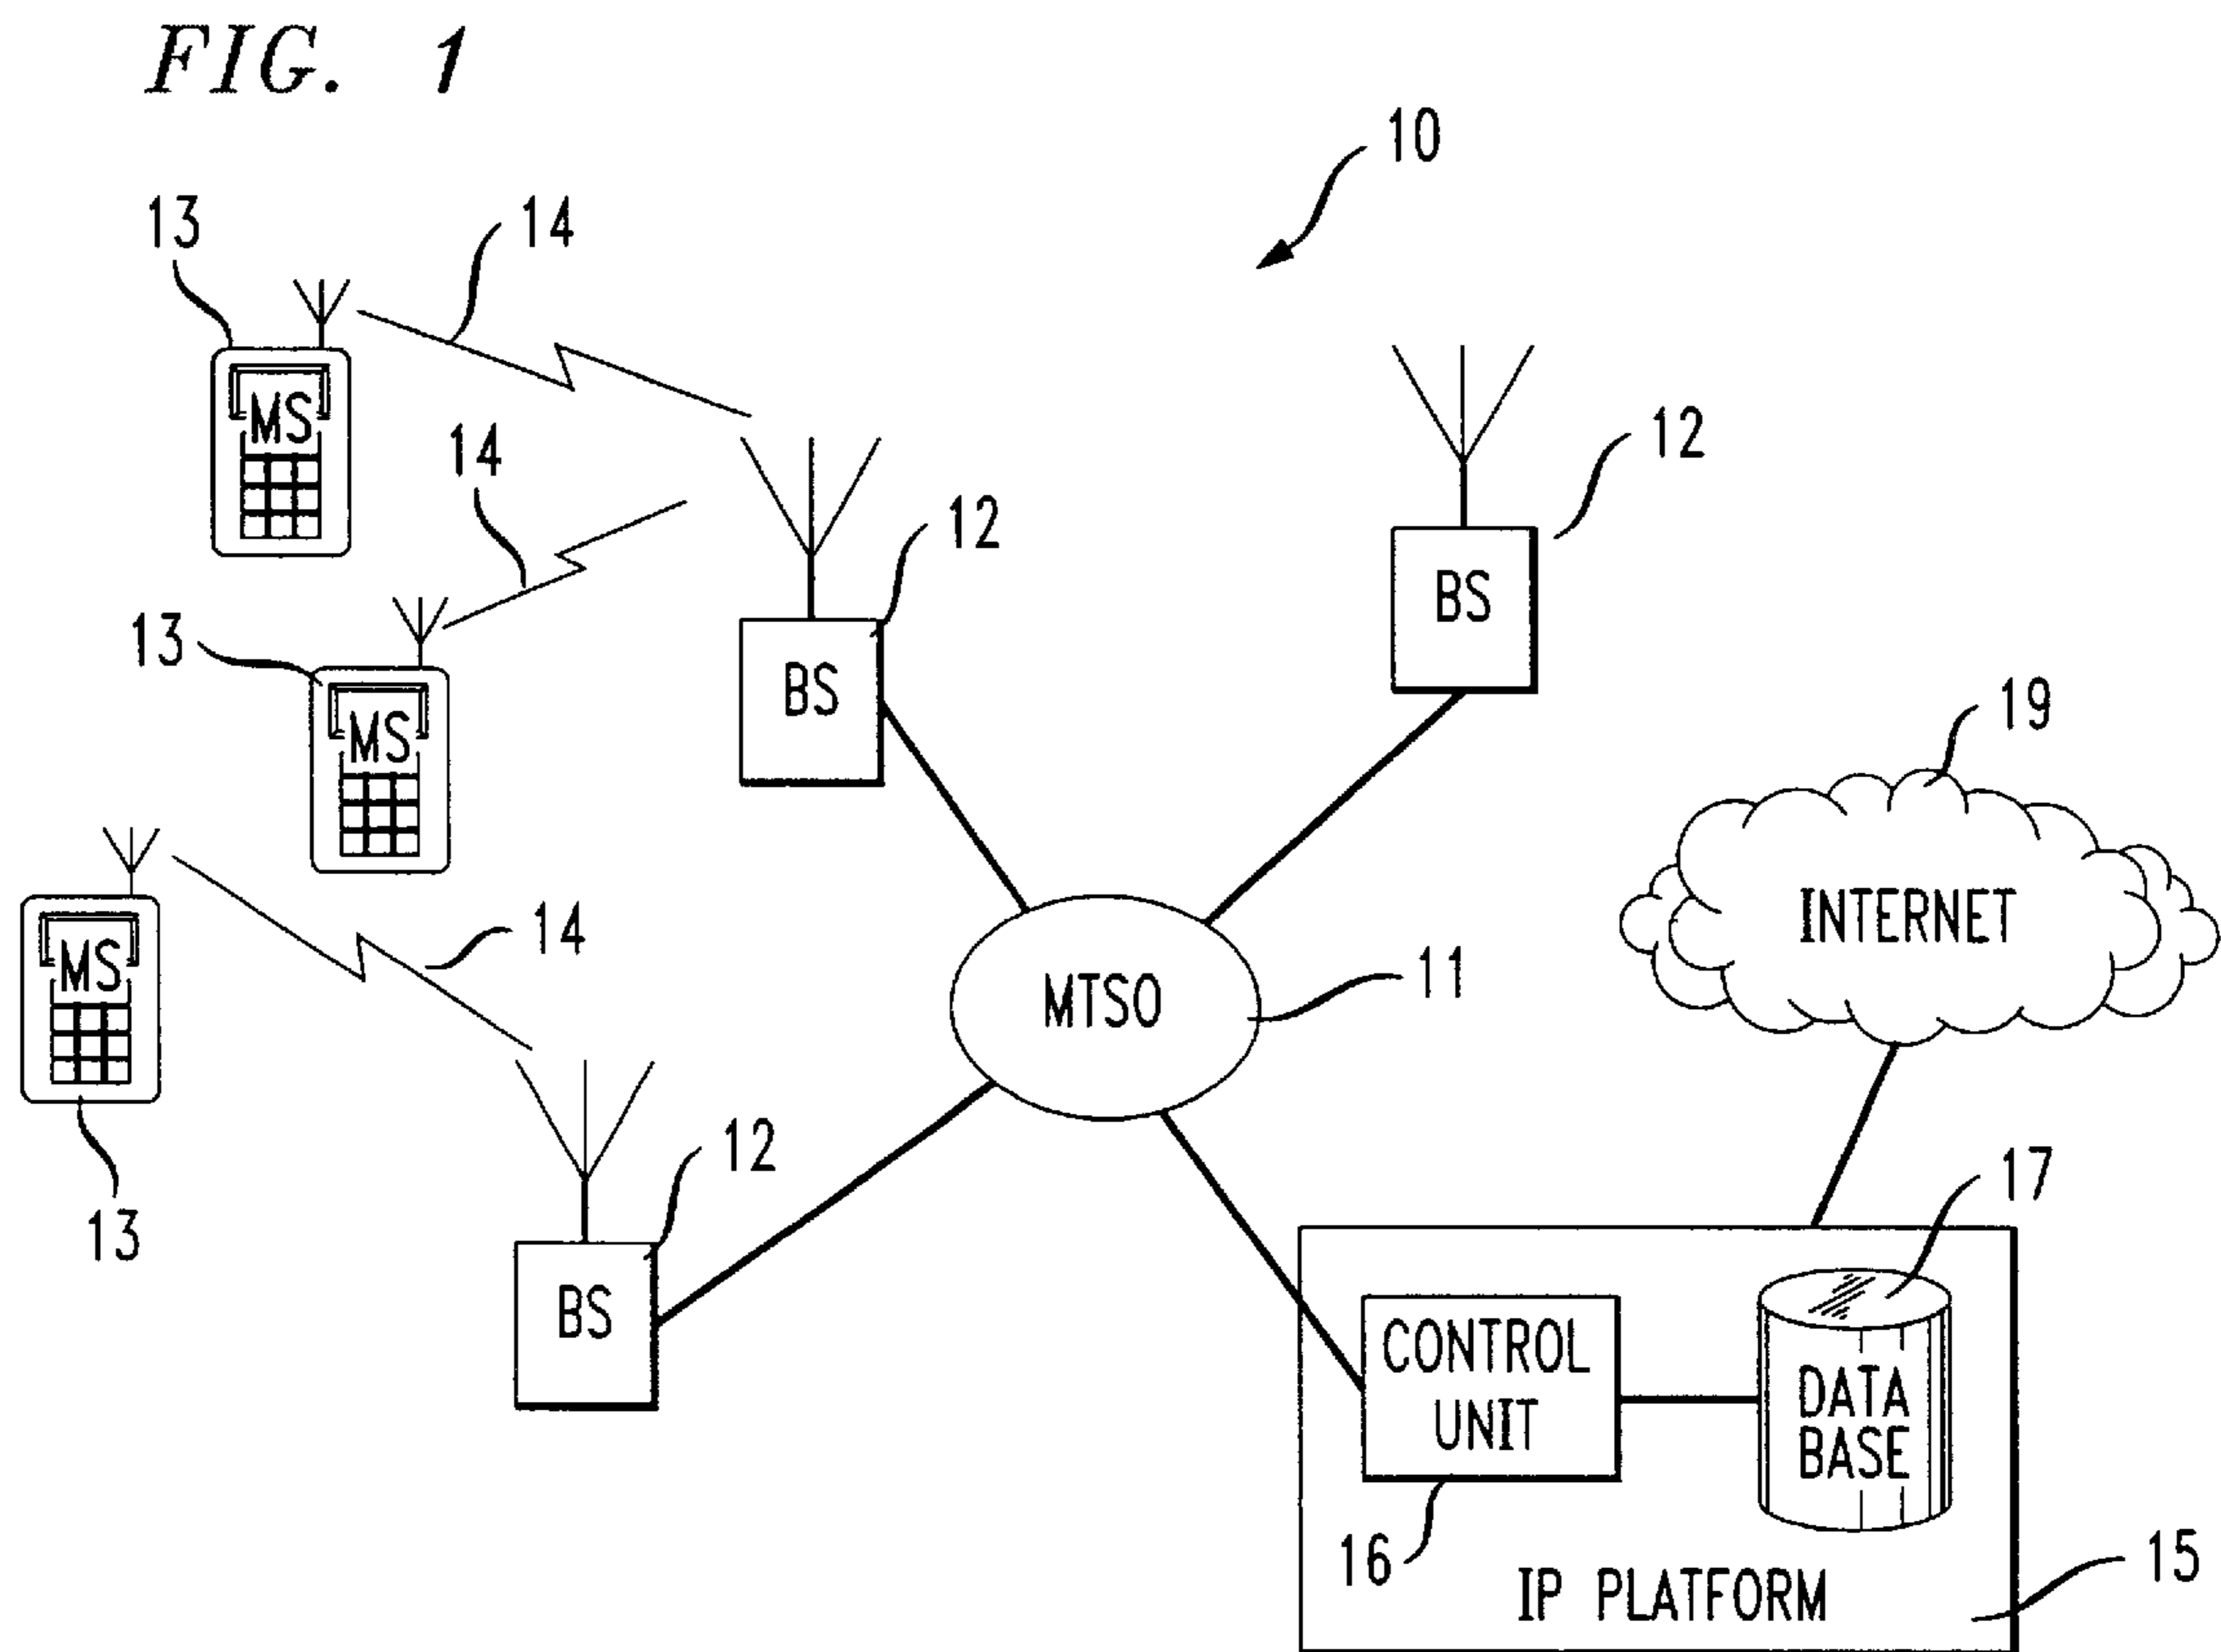 FIG. 1
10
13
14
14
12
12
MS
BS
13
BS
19
MS
INTERNET
14
MS
MTSO
11
12
13
17
BS
CONTROL
UNIT
DATA
BASE
16
15
IP PLATFORM